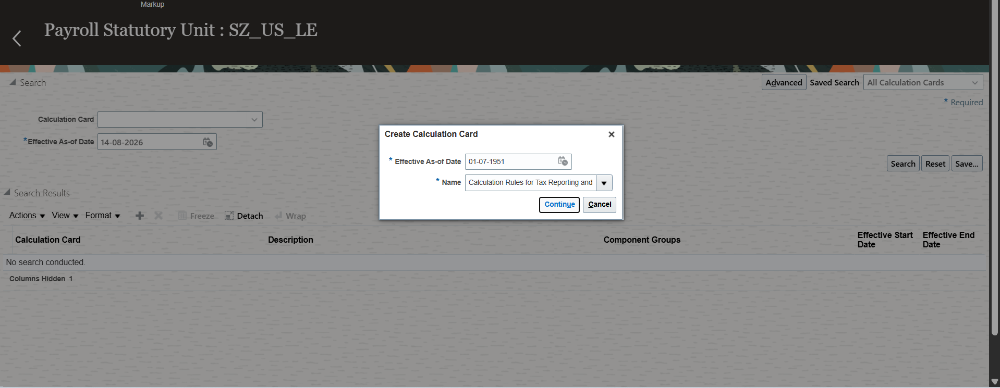 Markup
Payroll Statutory Unit : SZ_US_LE
Search
Advanced Saved Search All Calculation Cards
* Required
Calculation Card
*Effective As-of Date 14-08-2026
Create Calculation Card
* Effective As-of Date 01-07-1951
* Name Calculation Rules for Tax Reporting and
Continue Cancel
Search Reset Save...
Search Results
Actions View Format Freeze Detach Wrap
Calculation Card Description Component Groups Effective Start Date Effective End Date
No search conducted.
Columns Hidden 1